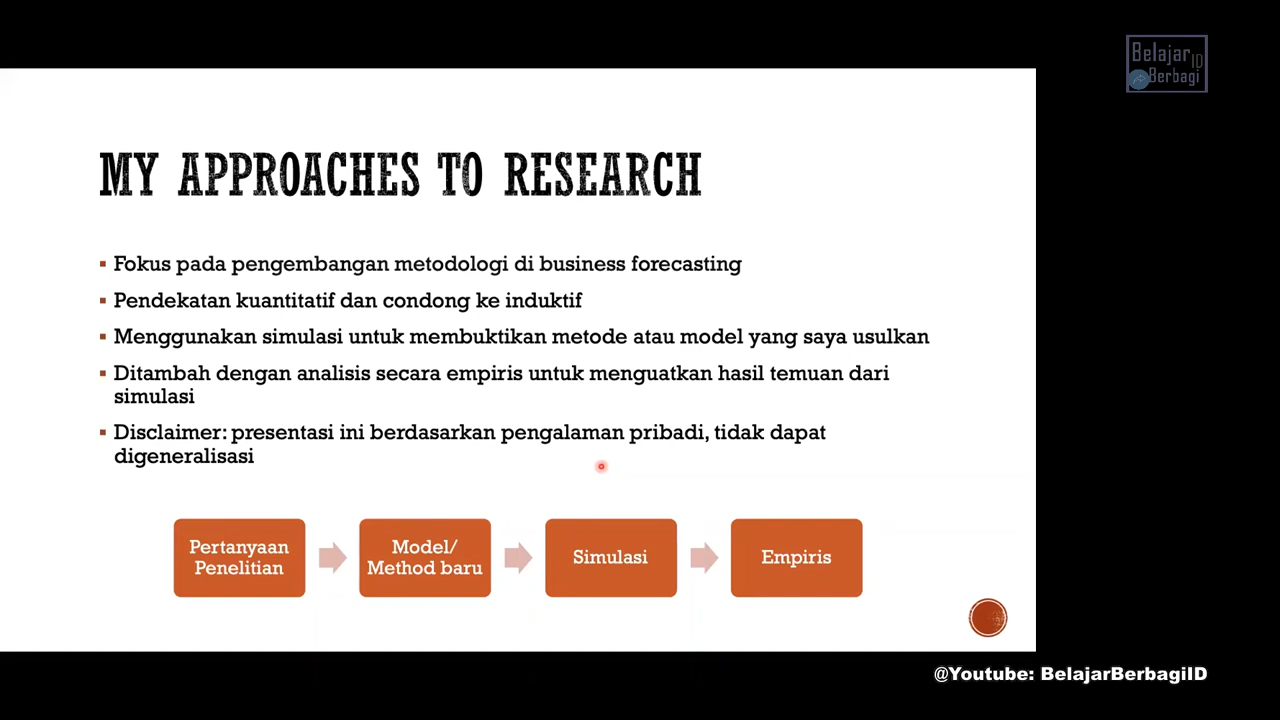 Belajar
ID
Berbagi
MY APPROACHES TO RESEARCH
▪ Fokus pada pengembangan metodologi di business forecasting
▪ Pendekatan kuantitatif dan condong ke induktif
▪ Menggunakan simulasi untuk membuktikan metode atau model yang saya usulkan
▪ Ditambah dengan analisis secara empiris untuk menguatkan hasil temuan dari
simulasi
▪ Disclaimer: presentasi ini berdasarkan pengalaman pribadi, tidak dapat
digeneralisasi
Pertanyaan
Penelitian
Model/
Method baru
Simulasi
Empiris
@Youtube: BelajarBerbagiID